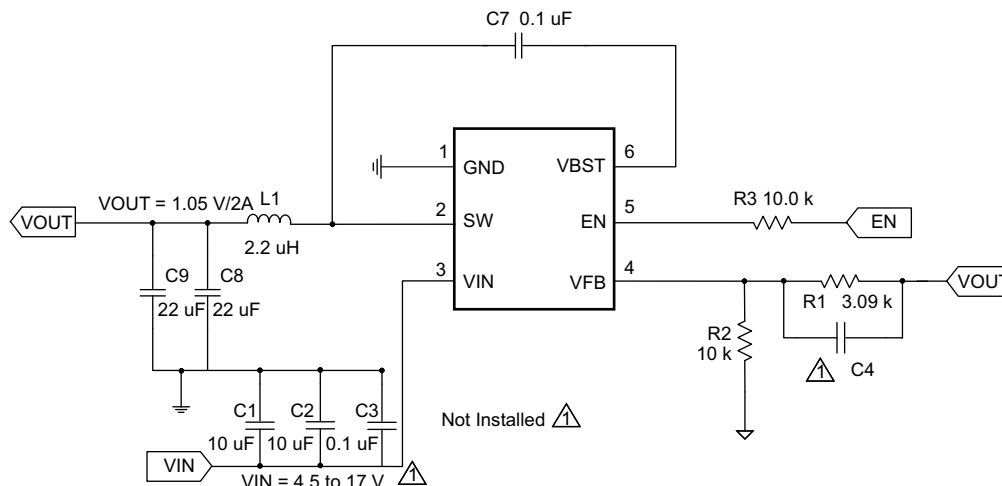 C7 0.1 uF
1
GND
VBST
6
VOUT
VOUT = 1.05 V/2A
L1
2.2 uH
2
SW
EN
5
R3 10.0 k
EN
3
VIN
VFB
4
VOUT
R1 3.09 k
C4
1
R2
10 k
C9
22 uF
C8
22 uF
C1
10 uF
C2
10 uF
C3
0.1 uF
Not Installed 1
VIN
VIN = 4.5 to 17 V 1